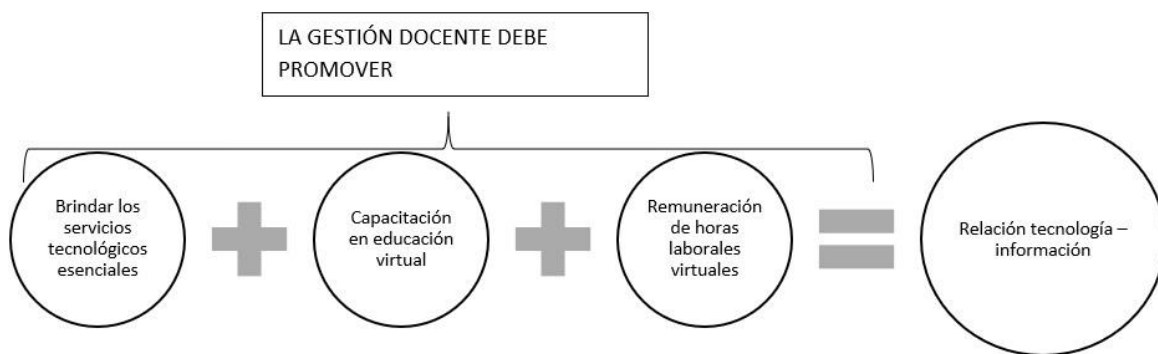 LA GESTIÓN DOCENTE DEBE
PROMOVER
Brindar los
servicios
tecnológicos
esenciales
Capacitación
en educación
virtual
Remuneración
de horas
laborales
virtuales
Relación tecnología –
información